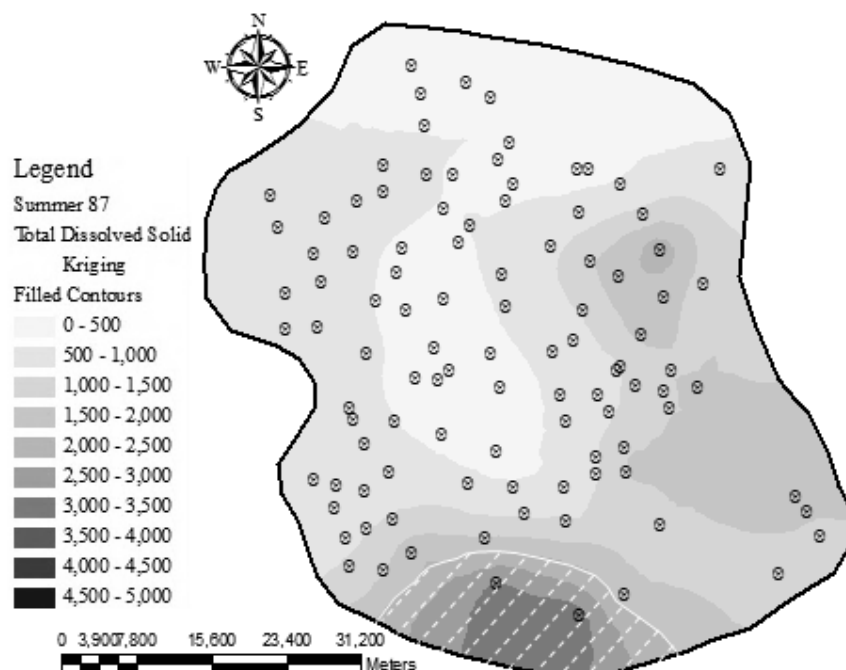 N
W E
S
Legend
Summer 87
Total Dissolved Solid
Kriging
Filled Contours
0 - 500
500 - 1,000
1,000 - 1,500
1,500 - 2,000
2,000 - 2,500
2,500 - 3,000
3,000 - 3,500
3,500 - 4,000
4,000 - 4,500
4,500 - 5,000
0 3,900 7,800 15,600 23,400 31,200
Meters